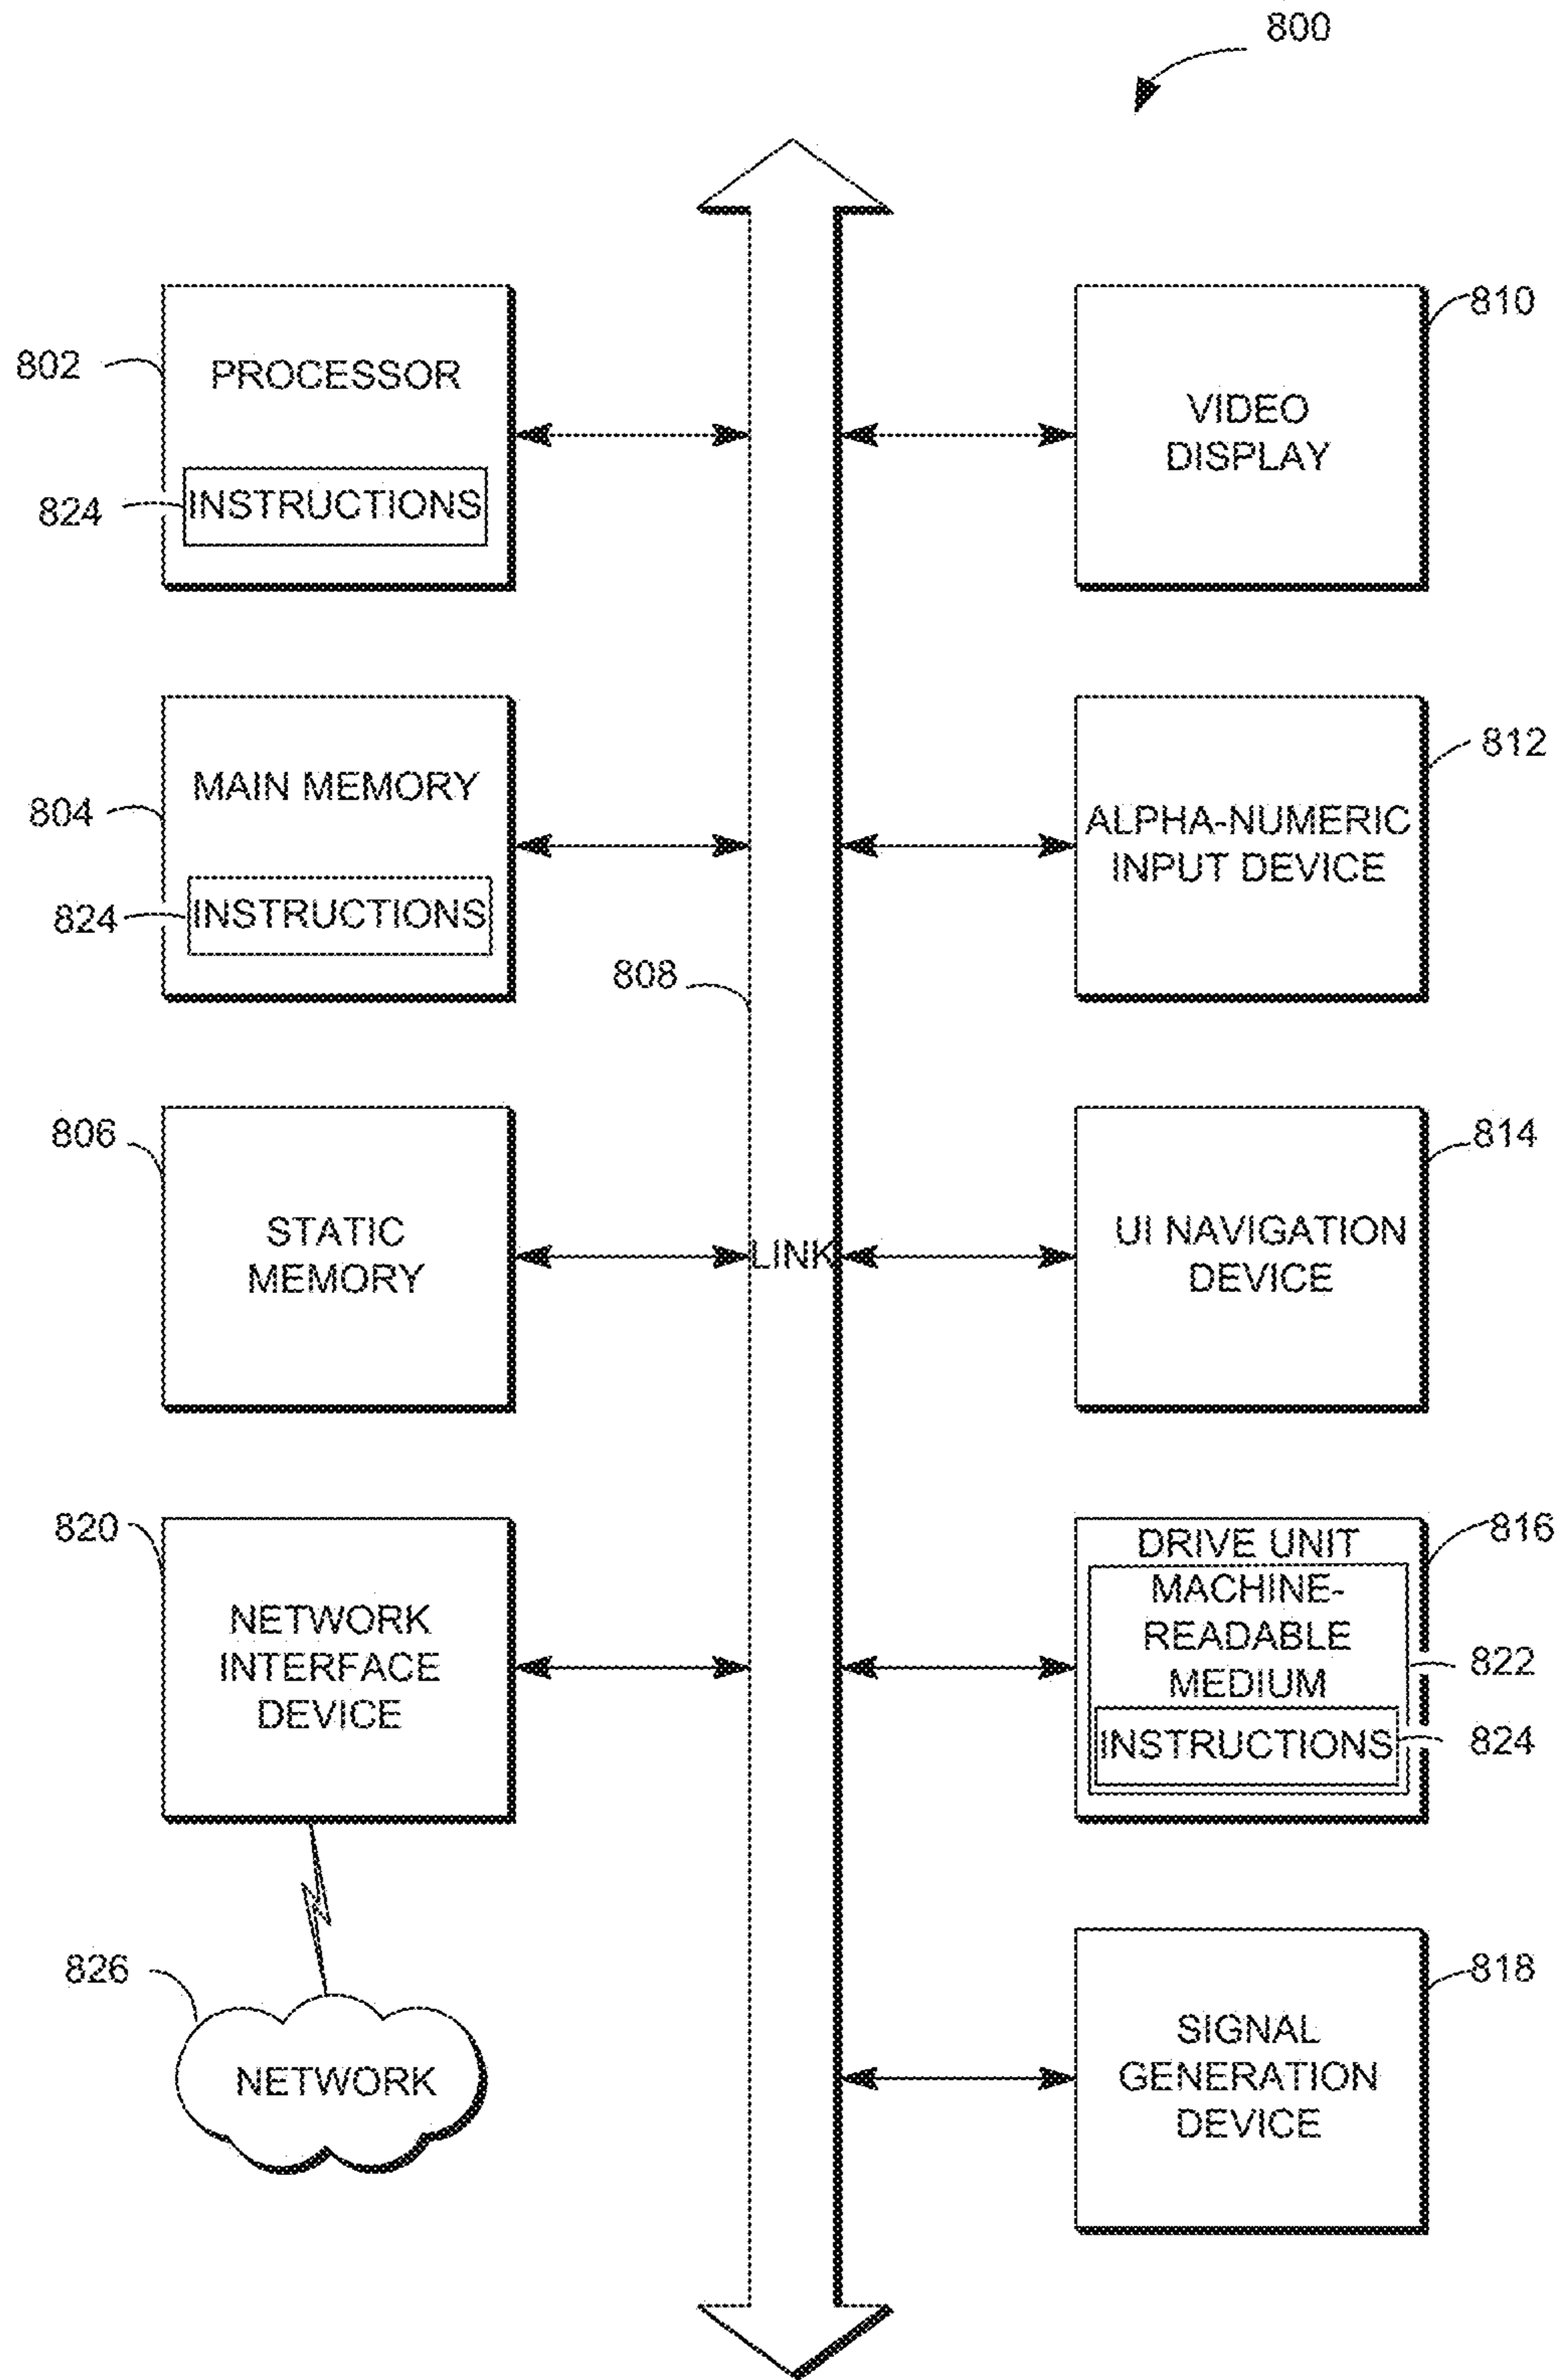 800
802
PROCESSOR
824
INSTRUCTIONS
810
VIDEO
DISPLAY
804
MAIN MEMORY
824
INSTRUCTIONS
812
ALPHA-NUMERIC
INPUT DEVICE
808
806
STATIC
MEMORY
LINK
814
UI NAVIGATION
DEVICE
820
NETWORK
INTERFACE
DEVICE
816
DRIVE UNIT
MACHINE-
READABLE
MEDIUM
822
INSTRUCTIONS
824
826
NETWORK
818
SIGNAL
GENERATION
DEVICE